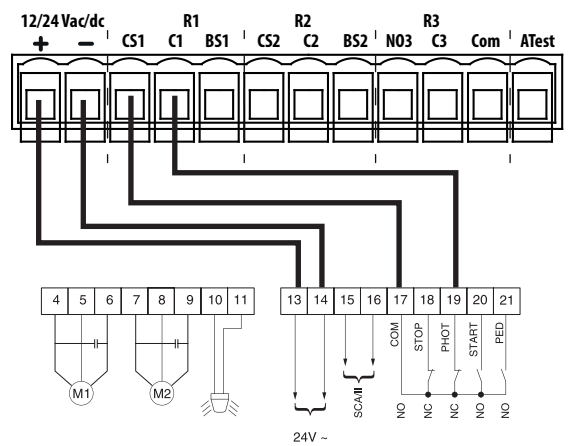 12/24 Vac/dc R1 R2 R3
+ − CS1 C1 BS1 CS2 C2 BS2 NO3 C3 Com ATest
4 5 6 7 8 9 10 11 13 14 15 16 17 18 19 20 21
COM STOP PHOT START PED
M1 M2
SCA/II
NO NC NC NO NO
24V ~